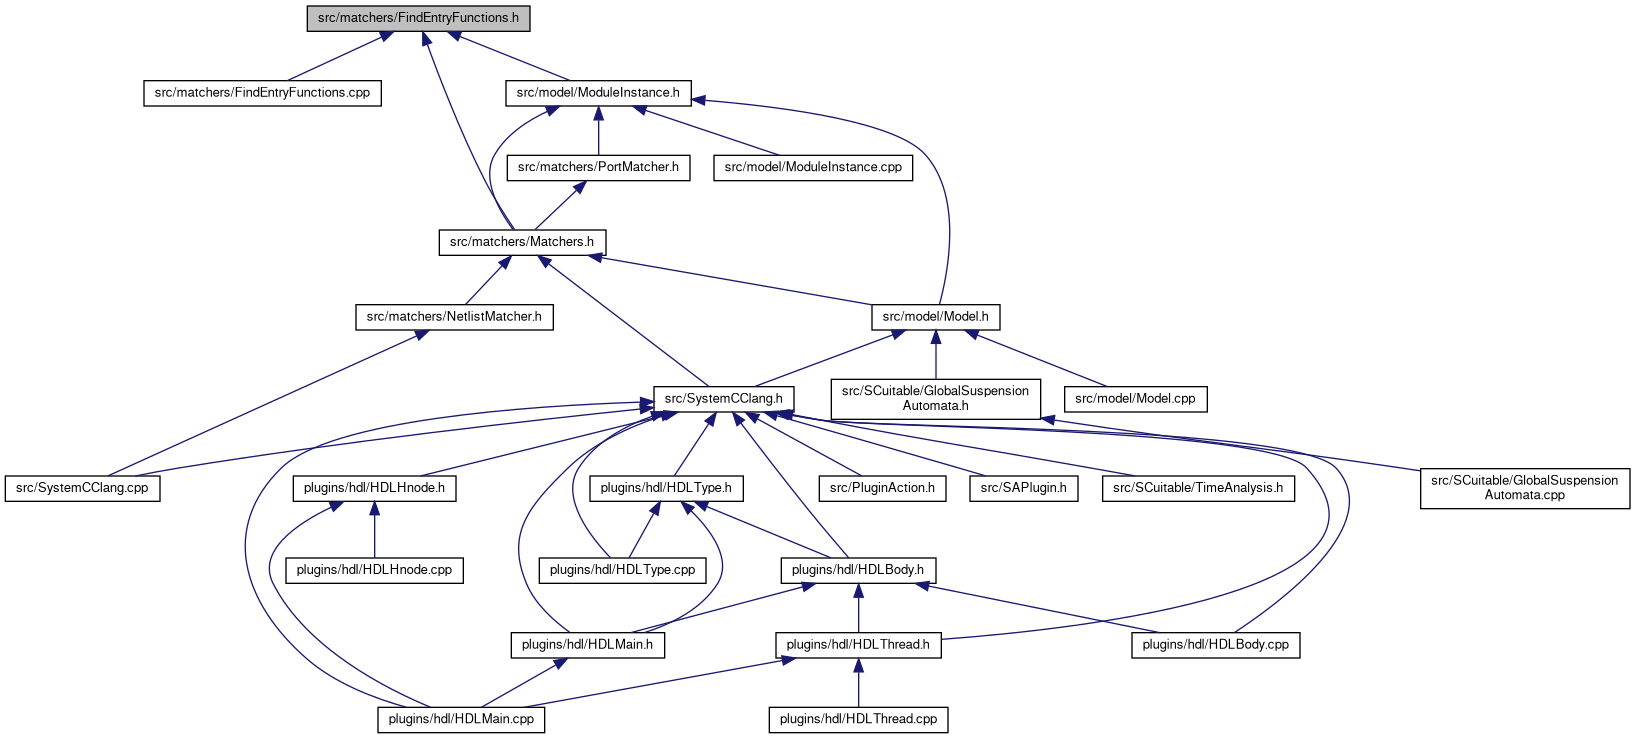 src/matchers/FindEntryFunctions.h
src/matchers/FindEntryFunctions.cpp
src/model/ModuleInstance.h
src/matchers/PortMatcher.h
src/model/ModuleInstance.cpp
src/matchers/Matchers.h
src/matchers/NetlistMatcher.h
src/model/Model.h
src/SystemCClang.h
src/SCuitable/GlobalSuspension
Automata.h
src/model/Model.cpp
src/SystemCClang.cpp
plugins/hdl/HDLHnode.h
plugins/hdl/HDLType.h
src/PluginAction.h
src/SAPlugin.h
src/SCuitable/TimeAnalysis.h
src/SCuitable/GlobalSuspension
Automata.cpp
plugins/hdl/HDLHnode.cpp
plugins/hdl/HDLType.cpp
plugins/hdl/HDLBody.h
plugins/hdl/HDLMain.h
plugins/hdl/HDLThread.h
plugins/hdl/HDLBody.cpp
plugins/hdl/HDLMain.cpp
plugins/hdl/HDLThread.cpp